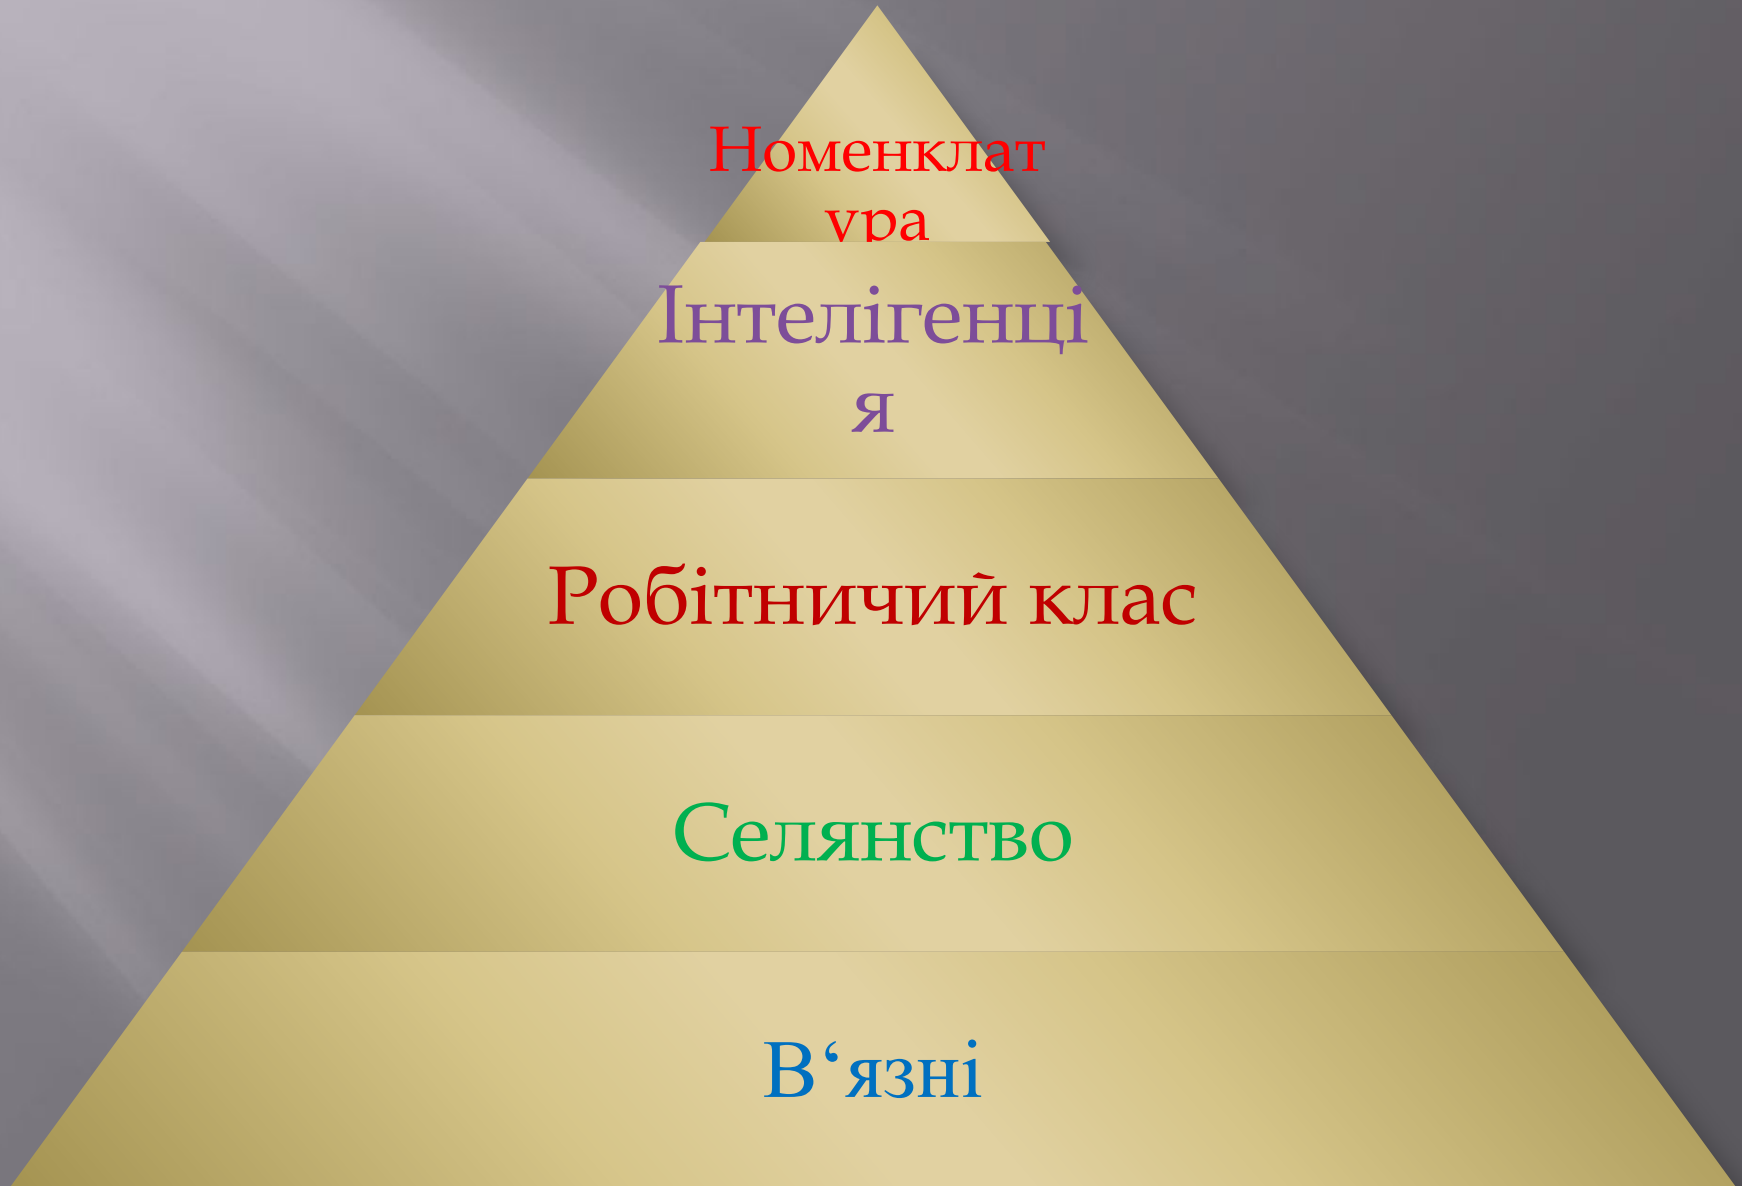 Номенклат
ура
Інтелігенці
я
Робітничий клас
Селянство
В‘язні